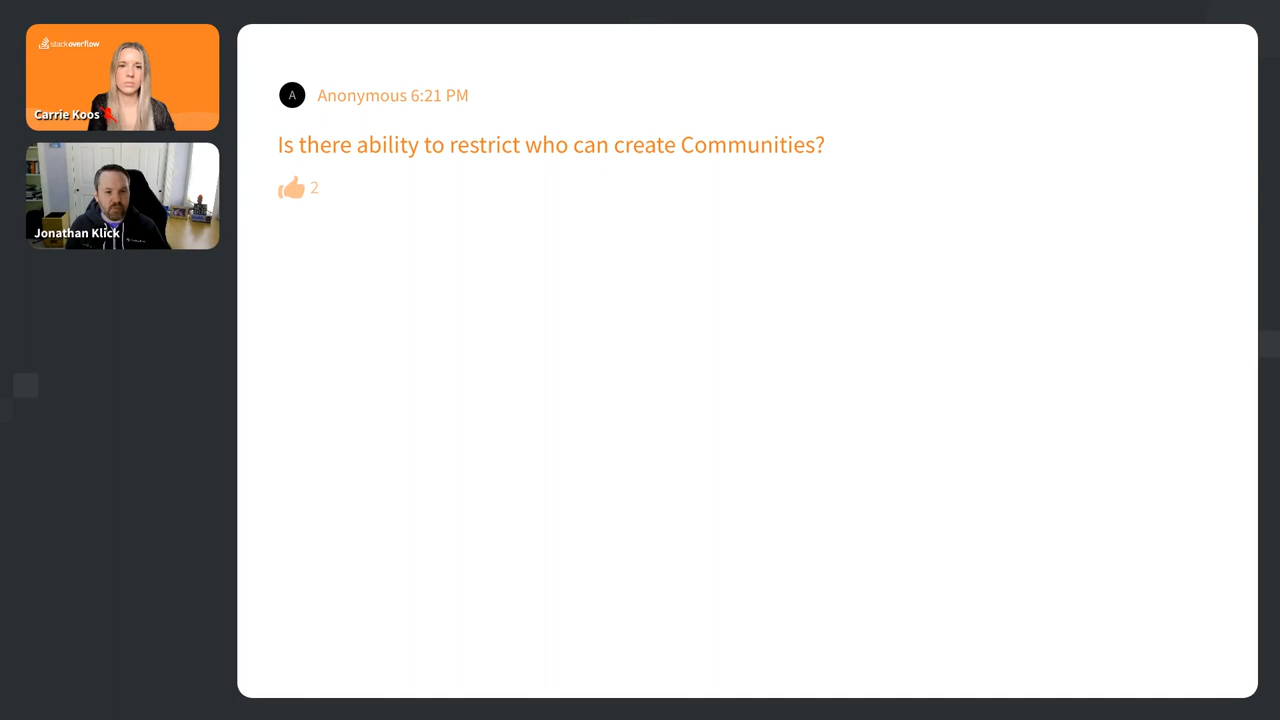 stackoverflow
Carrie Koos
Jonathan Klick
A
Anonymous 6:21 PM
Is there ability to restrict who can create Communities?
2